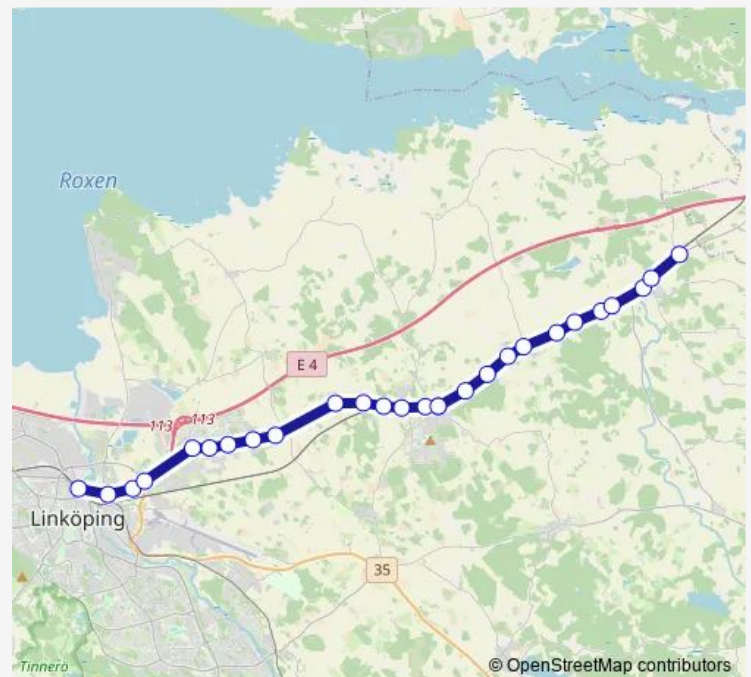 Roxen
E 4
113
113
Linköping
35
Tinnerö
© OpenStreetMap contributors